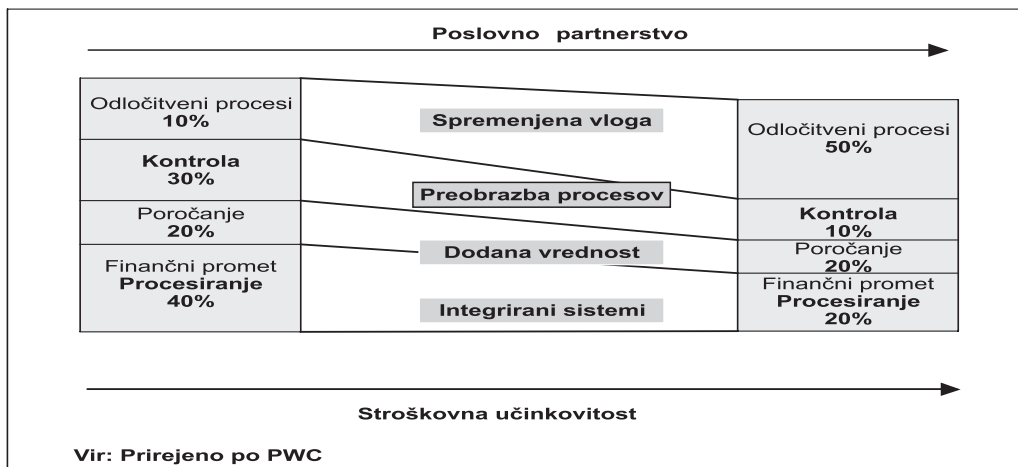 Poslovno partnerstvo
Odločitveni procesi
10%
Kontrola
30%
Poročanje
20%
Finančni promet
Procesiranje
40%
Spremenjena vloga
Preobrazba procesov
Dodana vrednost
Integrirani sistemi
Odločitveni procesi
50%
Kontrola
10%
Poročanje
20%
Finančni promet
Procesiranje
20%
Stroškovna učinkovitost
Vir: Prirejeno po PWC